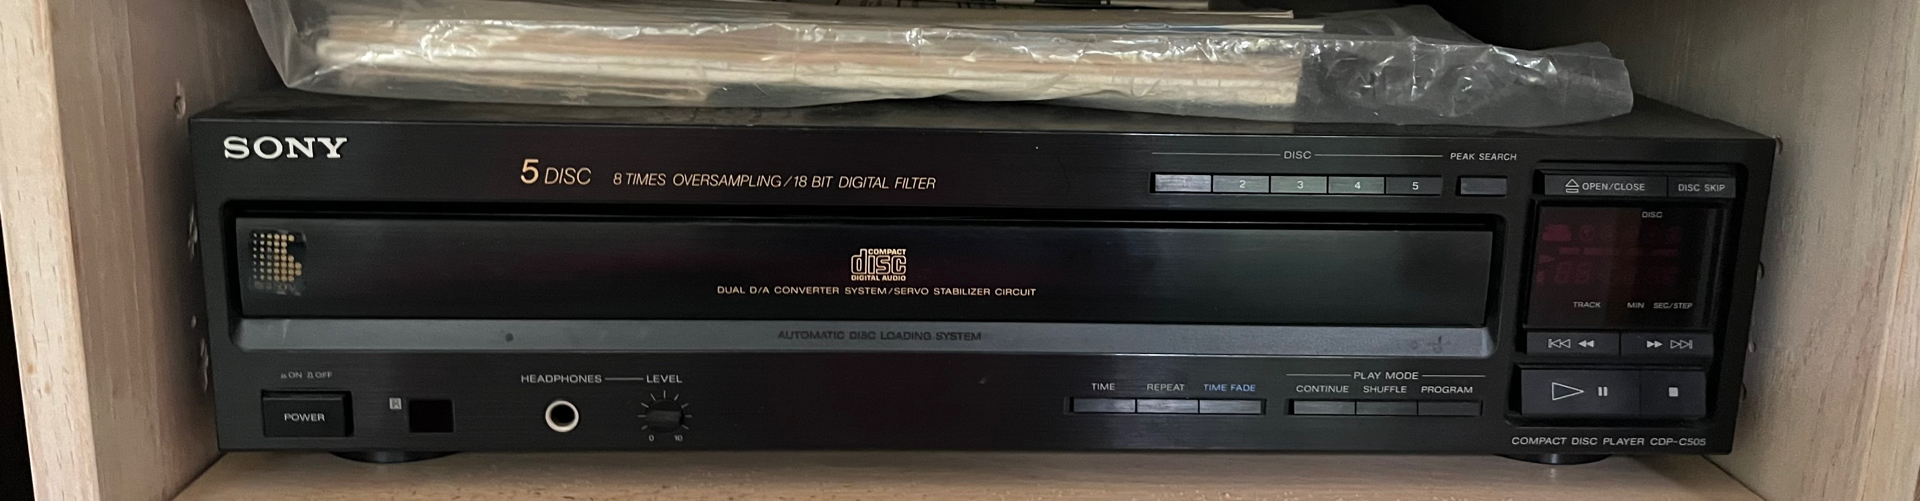 SONY
5 DISC 8 TIMES OVERSAMPLING/18 BIT DIGITAL FILTER
DISC
PEAK SEARCH
1 2 3 4 5
OPEN/CLOSE DISC SKIP
DISC
COMPACT
disc
DIGITAL AUDIO
DUAL D/A CONVERTER SYSTEM/SERVO STABILIZER CIRCUIT
TRACK MIN SEC/STEP
AUTOMATIC DISC LOADING SYSTEM
ON OFF
POWER
HEADPHONES LEVEL
0 10
TIME REPEAT TIME FADE
PLAY MODE
CONTINUE SHUFFLE PROGRAM
COMPACT DISC PLAYER CDP-C505